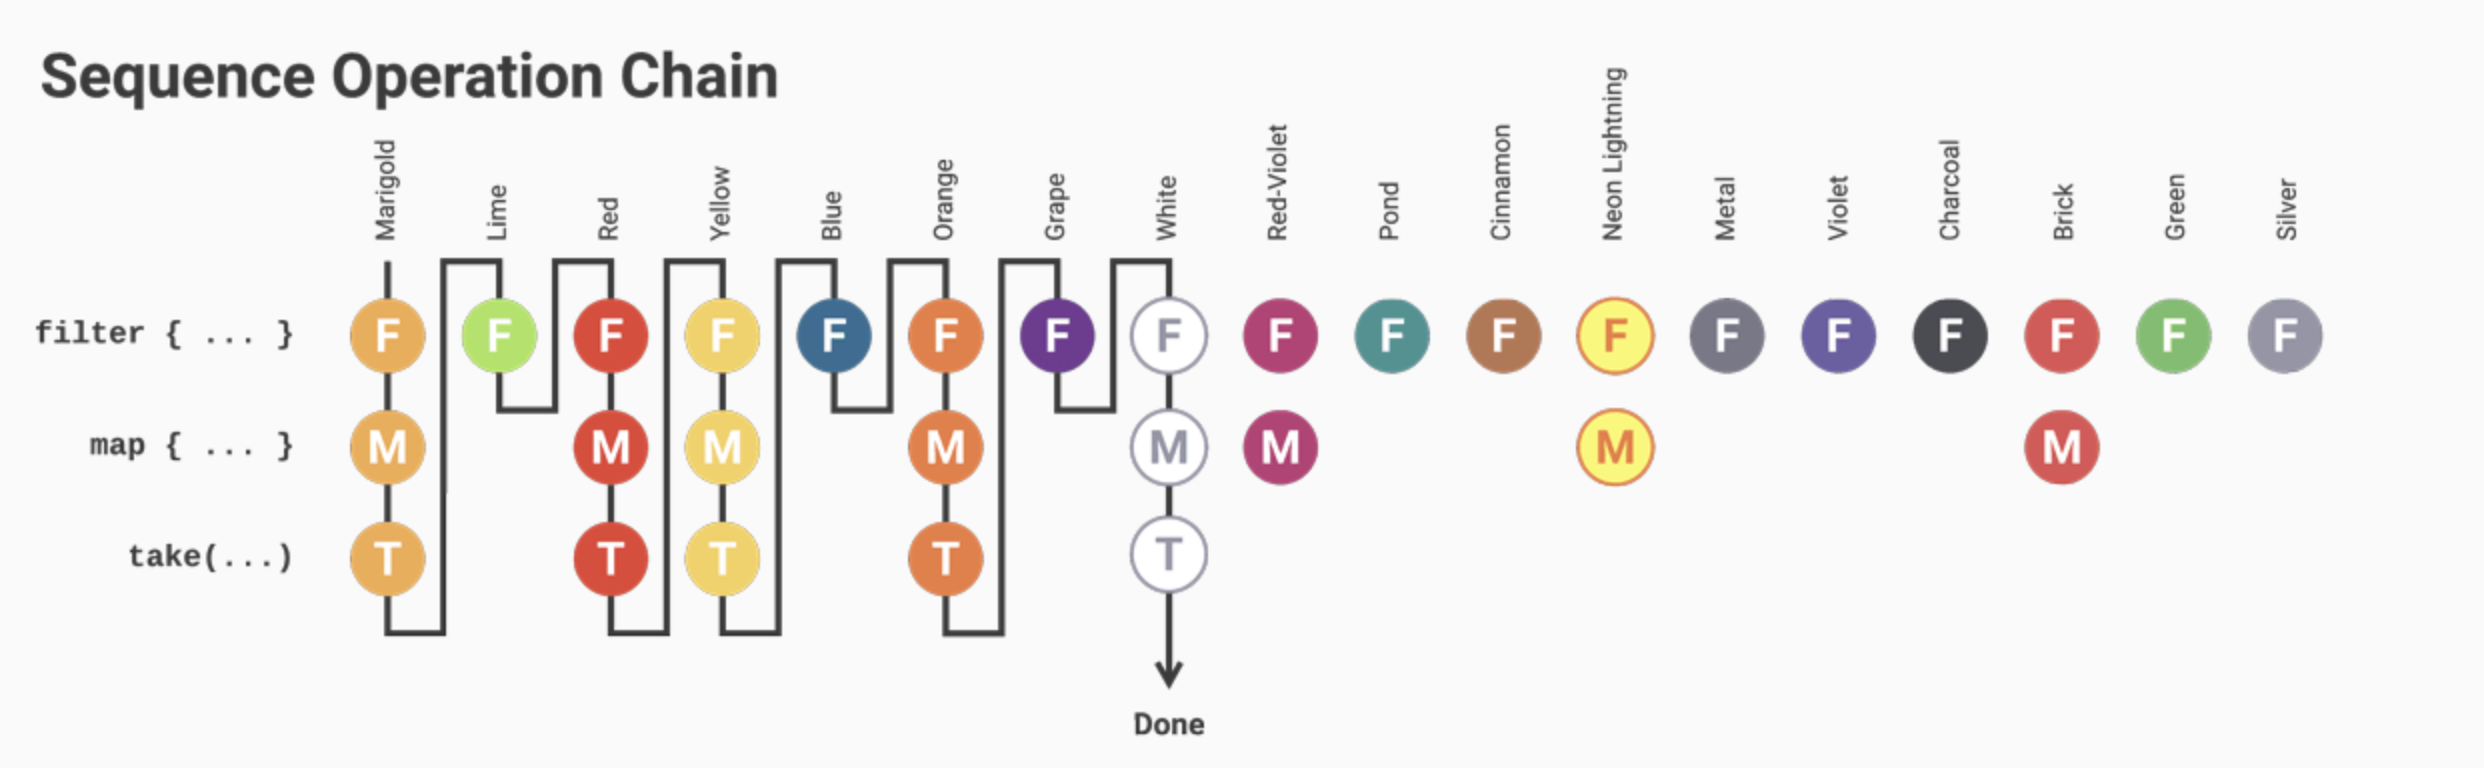 Sequence Operation Chain
Marigold Lime Red Yellow Blue Orange Grape White Red-Violet Pond Cinnamon Neon Lightning Metal Violet Charcoal Brick Green Silver
filter { ... } F F F F F F F F F F F F F F F F F F
map { ... } M M M M M M M M
take(...) T T T T T
Done